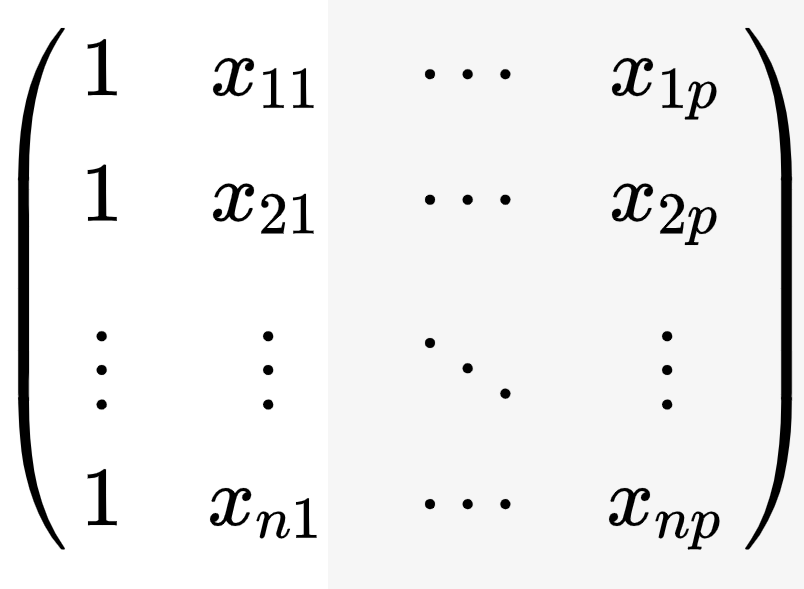 1 x₁₁ ⋯ x₁ₚ
1 x₂₁ ⋯ x₂ₚ
⋮ ⋮ ⋱ ⋮
1 xₙ₁ ⋯ xₙₚ